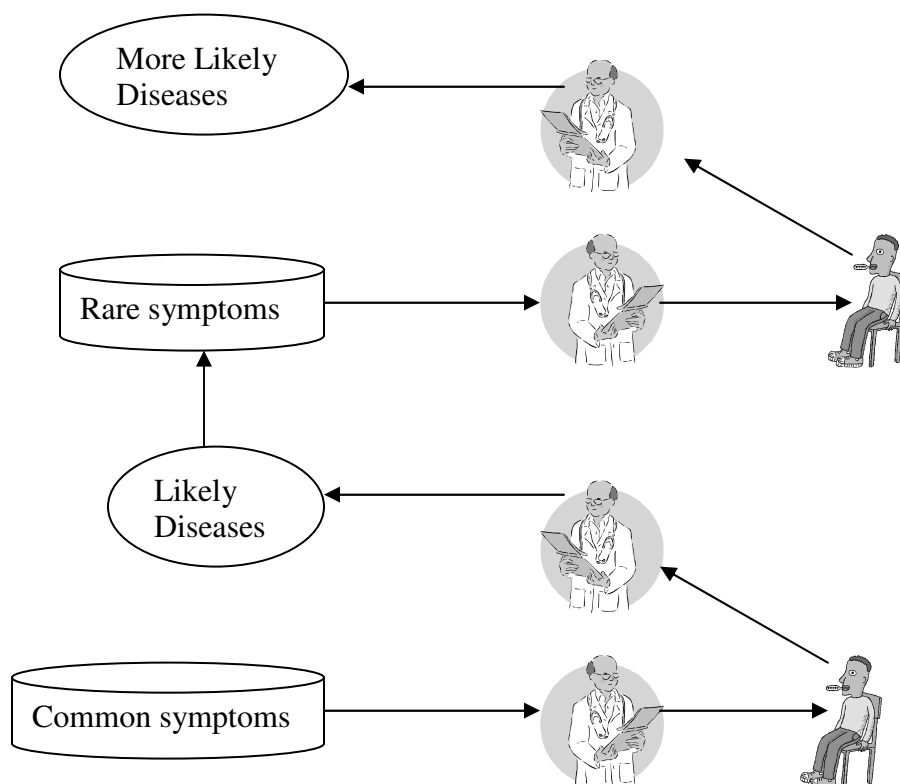 More Likely
Diseases
Rare symptoms
Likely
Diseases
Common symptoms